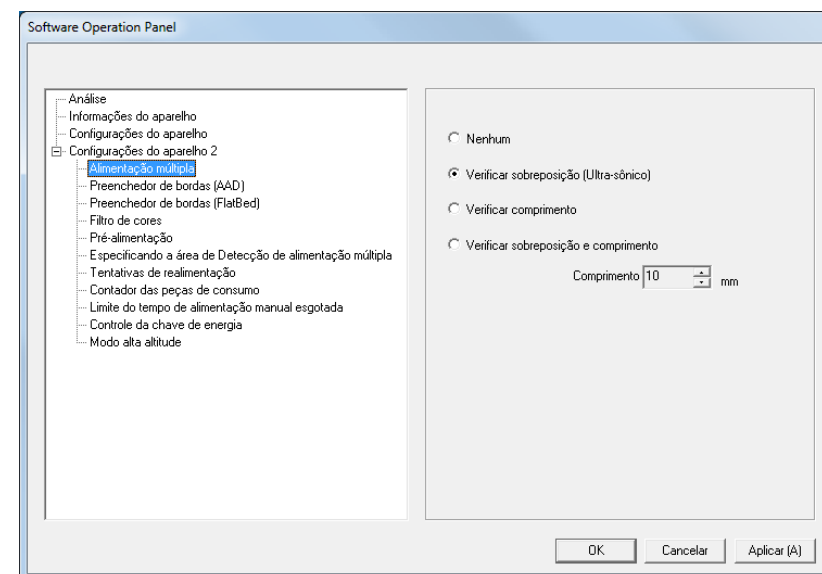 Software Operation Panel
Análise
Informações do aparelho
Configurações do aparelho
Configurações do aparelho 2
Alimentação múltipla
Preenchedor de bordas (AAD)
Preenchedor de bordas (FlatBed)
Filtro de cores
Pré-alimentação
Especificando a área de Detecção de alimentação múltipla
Tentativas de realimentação
Contador das peças de consumo
Limite do tempo de alimentação manual esgotada
Controle da chave de energia
Modo alta altitude
Nenhum
Verificar sobreposição (Ultra-sônico)
Verificar comprimento
Verificar sobreposição e comprimento
Comprimento 10 mm
OK Cancelar Aplicar (A)